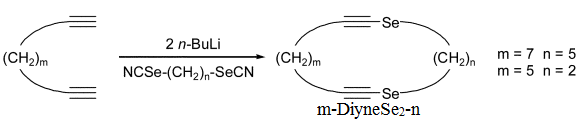 2 n-BuLi
Se
(CH2)m
NCSe-(CH2)n-SeCN
(CH2)m
(CH2)n
m = 7 n = 5
m = 5 n = 2
Se
m-DiyneSe2-n